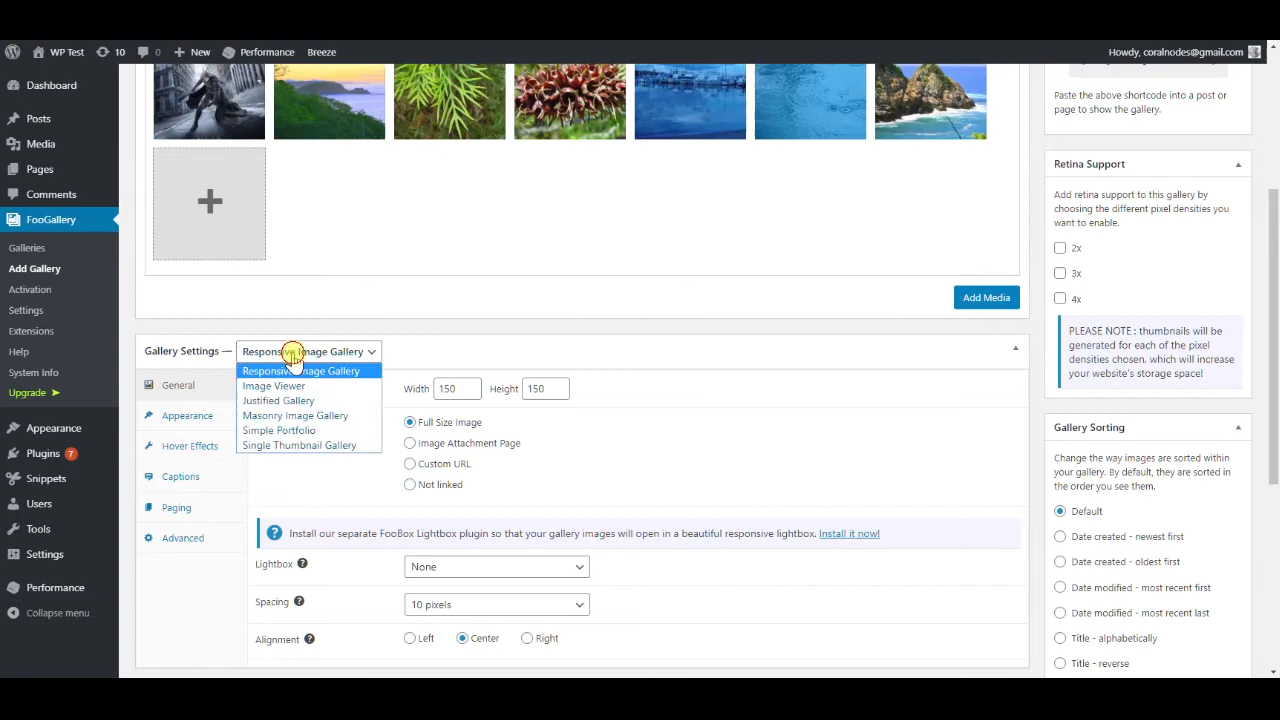 WP Test
10
0
New
Performance
Breeze
Howdy, coralnodes@gmail.com
Dashboard
Posts
Media
Pages
Comments
FooGallery
Galleries
Add Gallery
Activation
Settings
Extensions
Help
System Info
Upgrade ➤
Appearance
Plugins 7
Snippets
Users
Tools
Settings
Performance
Collapse menu
+
Add Media
Gallery Settings —
Responsive Image Gallery
Responsive Image Gallery
Image Viewer
Justified Gallery
Masonry Image Gallery
Simple Portfolio
Single Thumbnail Gallery
General
Appearance
Hover Effects
Captions
Paging
Advanced
Width 150 Height 150
Full Size Image
Image Attachment Page
Custom URL
Not linked
? Install our separate FooBox Lightbox plugin so that your gallery images will open in a beautiful responsive lightbox. Install it now!
Lightbox ? None
Spacing ? 10 pixels
Alignment ? Left Center Right
Paste the above shortcode into a post
or page to show the gallery.
Retina Support
Add retina support to this gallery by
choosing the different pixel densities you
want to enable.
2x
3x
4x
PLEASE NOTE : thumbnails will be
generated for each of the pixel
densities chosen, which will increase
your website's storage space!
Gallery Sorting
Change the way images are sorted within
your gallery. By default, they are sorted in
the order you see them.
Default
Date created - newest first
Date created - oldest first
Date modified - most recent first
Date modified - most recent last
Title - alphabetically
Title - reverse